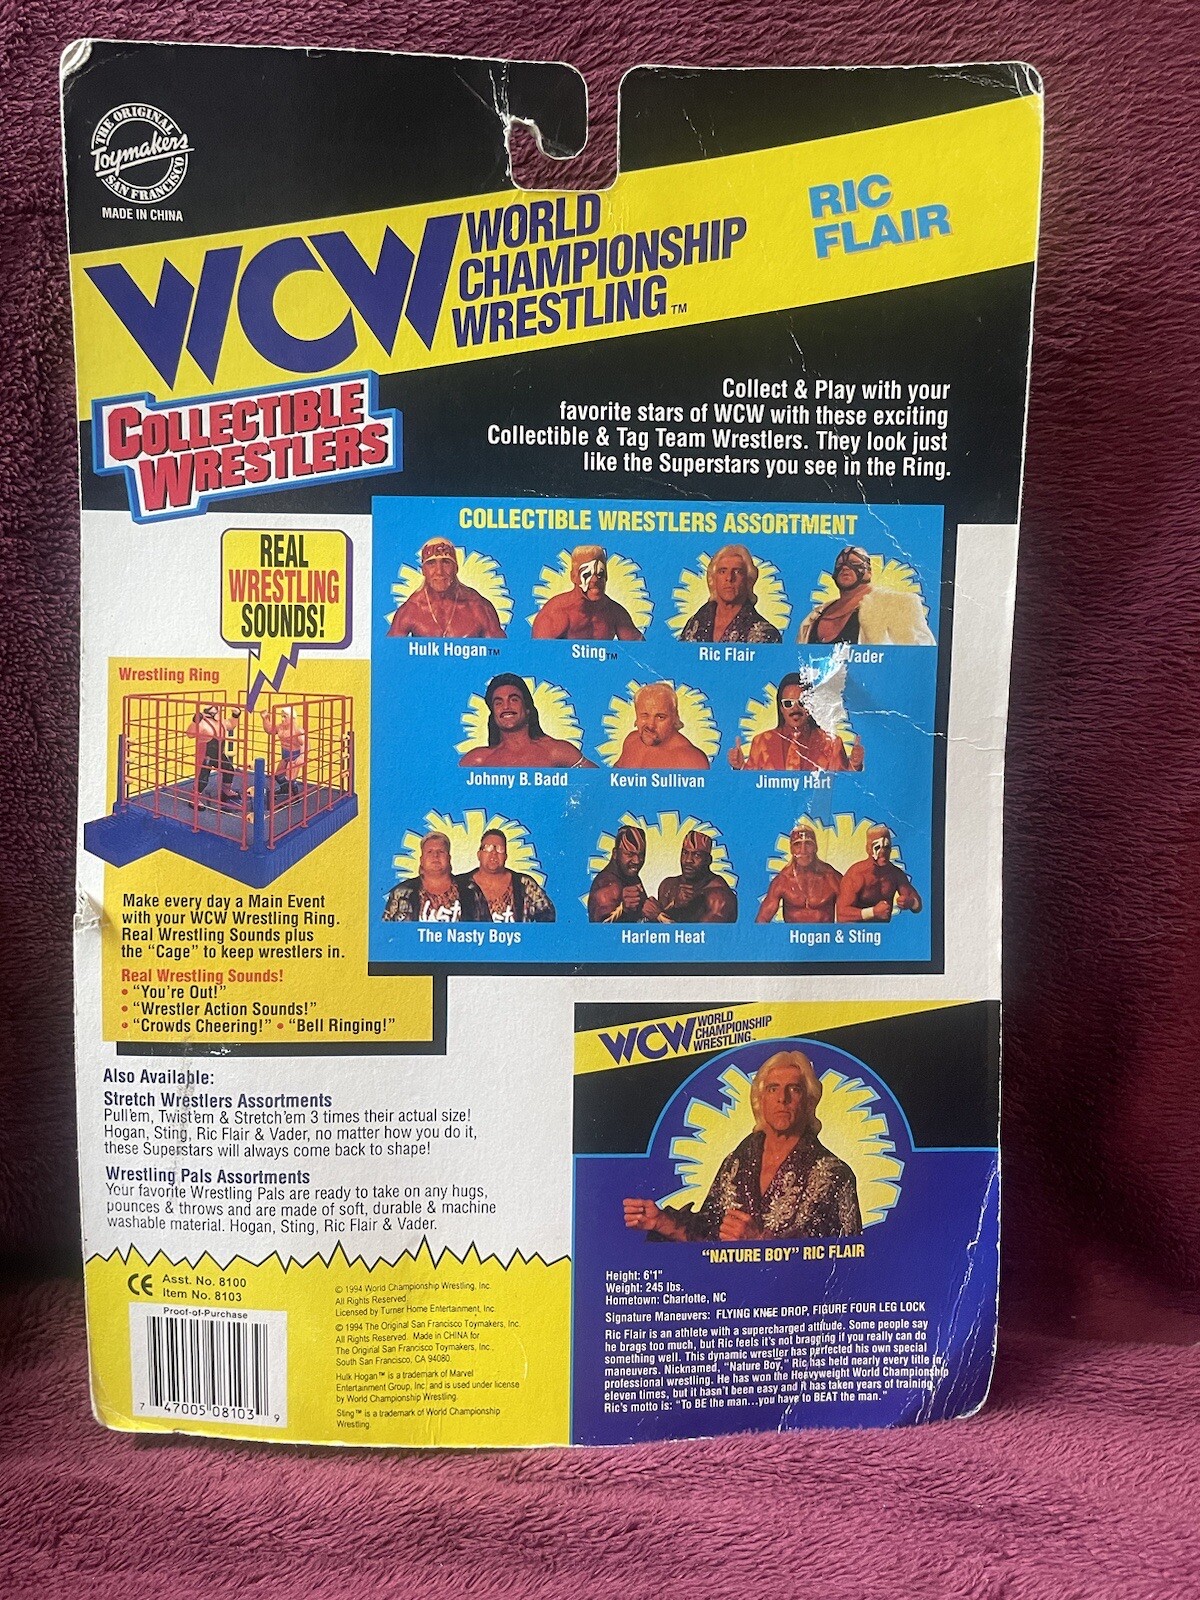 THE ORIGINAL
Toymakers
SAN FRANCISCO
MADE IN CHINA
WCW WORLD
CHAMPIONSHIP
WRESTLING™
RIC
FLAIR
COLLECTIBLE
WRESTLERS
Collect & Play with your
favorite stars of WCW with these exciting
Collectible & Tag Team Wrestlers. They look just
like the Superstars you see in the Ring.
REAL
WRESTLING
SOUNDS!
Wrestling Ring
Make every day a Main Event
with your WCW Wrestling Ring.
Real Wrestling Sounds plus
the “Cage” to keep wrestlers in.
Real Wrestling Sounds!
• “You’re Out!”
• “Wrestler Action Sounds!”
• “Crowds Cheering!” • “Bell Ringing!”
COLLECTIBLE WRESTLERS ASSORTMENT
Hulk Hogan™ Sting™ Ric Flair Vader
Johnny B. Badd Kevin Sullivan Jimmy Hart
The Nasty Boys Harlem Heat Hogan & Sting
Also Available:
Stretch Wrestlers Assortments
Pull'em, Twist'em & Stretch'em 3 times their actual size!
Hogan, Sting, Ric Flair & Vader, no matter how you do it,
these Superstars will always come back to shape!
Wrestling Pals Assortments
Your favorite Wrestling Pals are ready to take on any hugs,
pounces & throws and are made of soft, durable & machine
washable material. Hogan, Sting, Ric Flair & Vader.
CE Asst. No. 8100
Item No. 8103
Proof-of-Purchase
7 47005 08103 9
© 1994 World Championship Wrestling, Inc.
All Rights Reserved.
Licensed by Turner Home Entertainment, Inc.
© 1994 The Original San Francisco Toymakers, Inc.
All Rights Reserved. Made in CHINA for
The Original San Francisco Toymakers, Inc.,
South San Francisco, CA 94080
Hulk Hogan™ is a trademark of Marvel
Entertainment Group, Inc. and is used under license
by World Championship Wrestling.
Sting™ is a trademark of World Championship
Wrestling.
WCW WORLD
CHAMPIONSHIP
WRESTLING™
“NATURE BOY” RIC FLAIR
Height: 6'1"
Weight: 245 lbs.
Hometown: Charlotte, NC
Signature Maneuvers: FLYING KNEE DROP, FIGURE FOUR LEG LOCK
Ric Flair is an athlete with a supercharged attitude. Some people say
he brags too much, but Ric feels it's not bragging if you really can do
something well. This dynamic wrestler has perfected his own special
maneuvers. Nicknamed, “Nature Boy,” Ric has held nearly every title in
professional wrestling. He has won the Heavyweight World Championship
eleven times, but it hasn't been easy and it has taken years of training.
Ric's motto is: “To BE the man...you have to BEAT the man.”